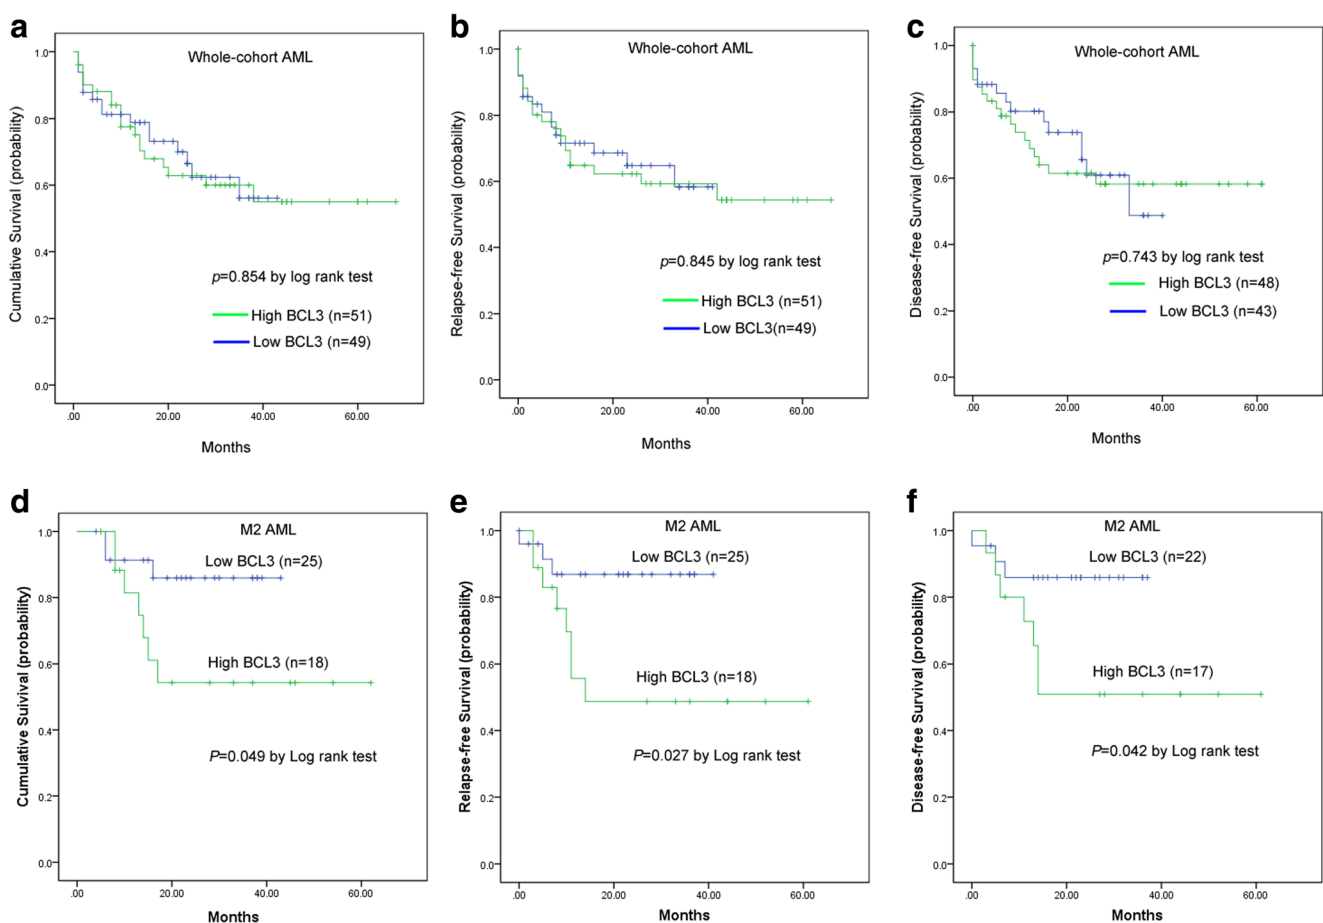 a
Whole-cohort AML
Cumulative Survival (probability)
1.0
0.8
0.6
0.4
0.2
0.0
p=0.854 by log rank test
High BCL3 (n=51)
Low BCL3 (n=49)
.00 20.00 40.00 60.00
Months
b
Whole-cohort AML
Relapse-free Survival (probability)
1.0
0.8
0.6
0.4
0.2
0.0
p=0.845 by log rank test
High BCL3 (n=51)
Low BCL3(n=49)
.00 20.00 40.00 60.00
Months
c
Whole-cohort AML
Disease-free Survival (probability)
1.0
0.8
0.6
0.4
0.2
0.0
p=0.743 by log rank test
High BCL3 (n=48)
Low BCL3 (n=43)
.00 20.00 40.00 60.00
Months
d
M2 AML
Cumulative Suivival (probability)
1.0
0.8
0.6
0.4
0.2
0.0
Low BCL3 (n=25)
High BCL3 (n=18)
P=0.049 by Log rank test
.00 20.00 40.00 60.00
Months
e
M2 AML
Relapse-free Survival (probability)
1.0
0.8
0.6
0.4
0.2
0.0
Low BCL3 (n=25)
High BCL3 (n=18)
P=0.027 by Log rank test
.00 20.00 40.00 60.00
Months
f
M2 AML
Disease-free Survival (probability)
1.0
0.8
0.6
0.4
0.2
0.0
Low BCL3 (n=22)
High BCL3 (n=17)
P=0.042 by Log rank test
.00 20.00 40.00 60.00
Months